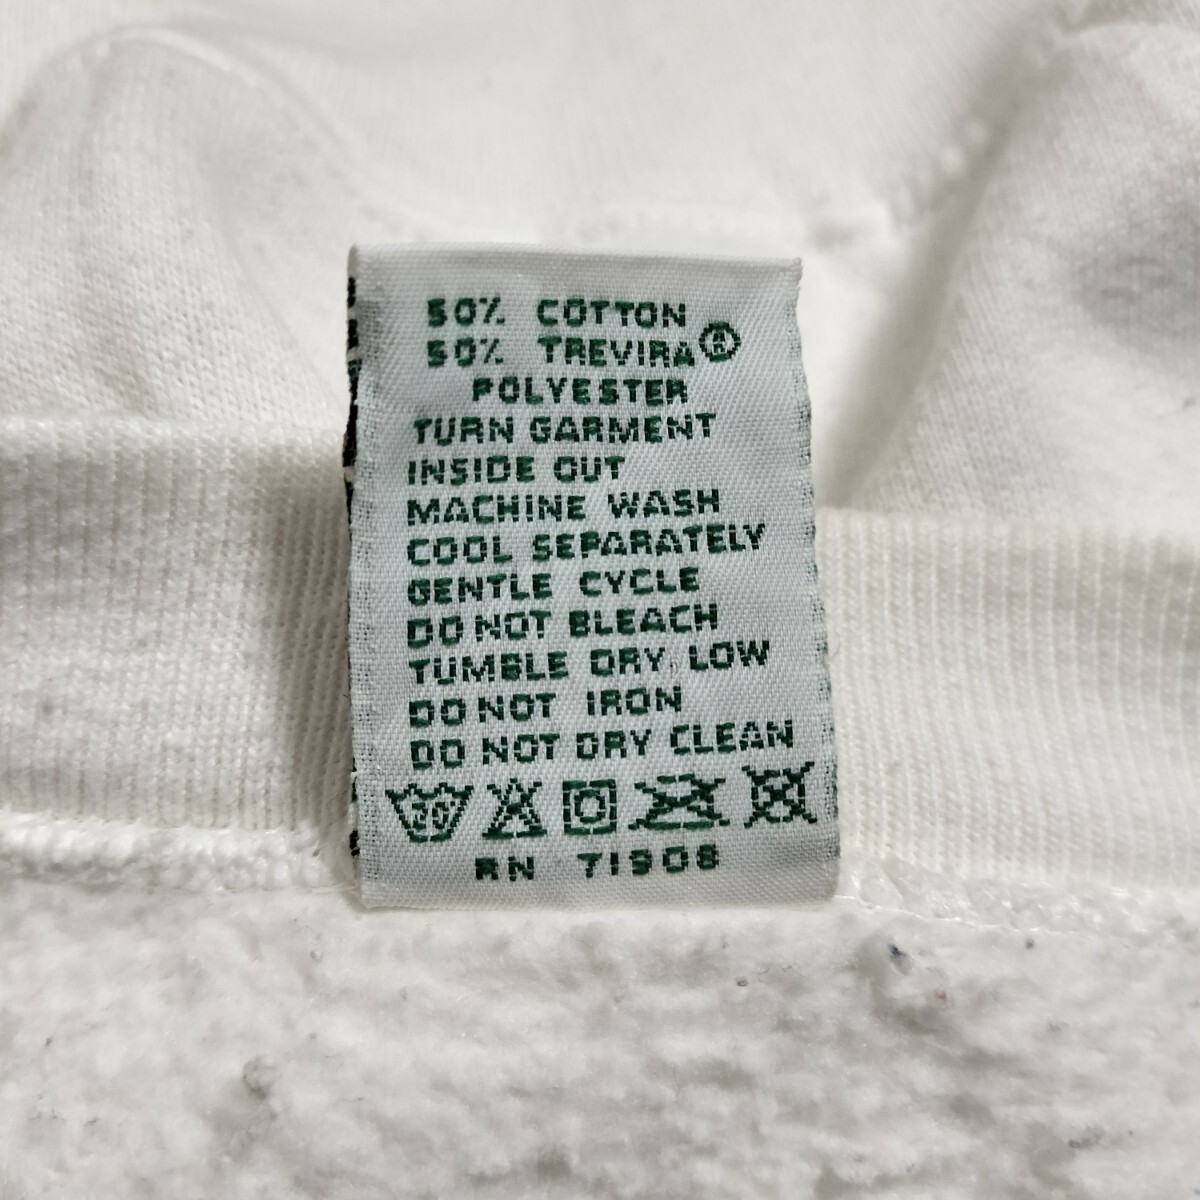 50% COTTON
50% TREVIRA®
POLYESTER
TURN GARMENT
INSIDE OUT
MACHINE WASH
COOL SEPARATELY
GENTLE CYCLE
DO NOT BLEACH
TUMBLE DRY, LOW
DO NOT IRON
DO NOT DRY CLEAN
30
RN 71908